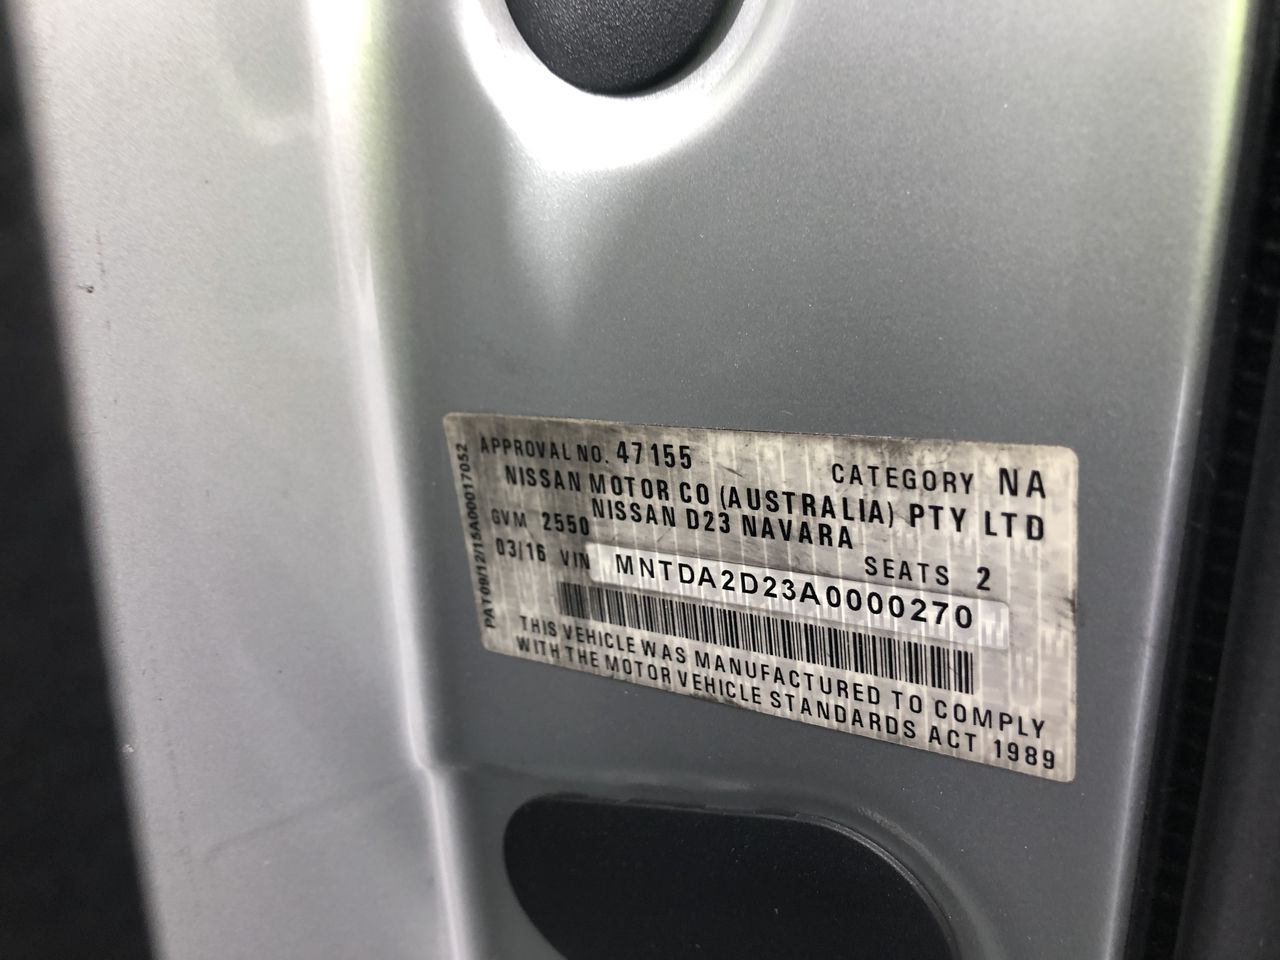 APPROVAL NO. 47155 CATEGORY NA
NISSAN MOTOR CO (AUSTRALIA) PTY LTD
NISSAN D23 NAVARA
GVM 2550 SEATS 2
03/16 VIN MNTDA2D23A0000270
THIS VEHICLE WAS MANUFACTURED TO COMPLY
WITH THE MOTOR VEHICLE STANDARDS ACT 1989
PAT09/12/15A00017052